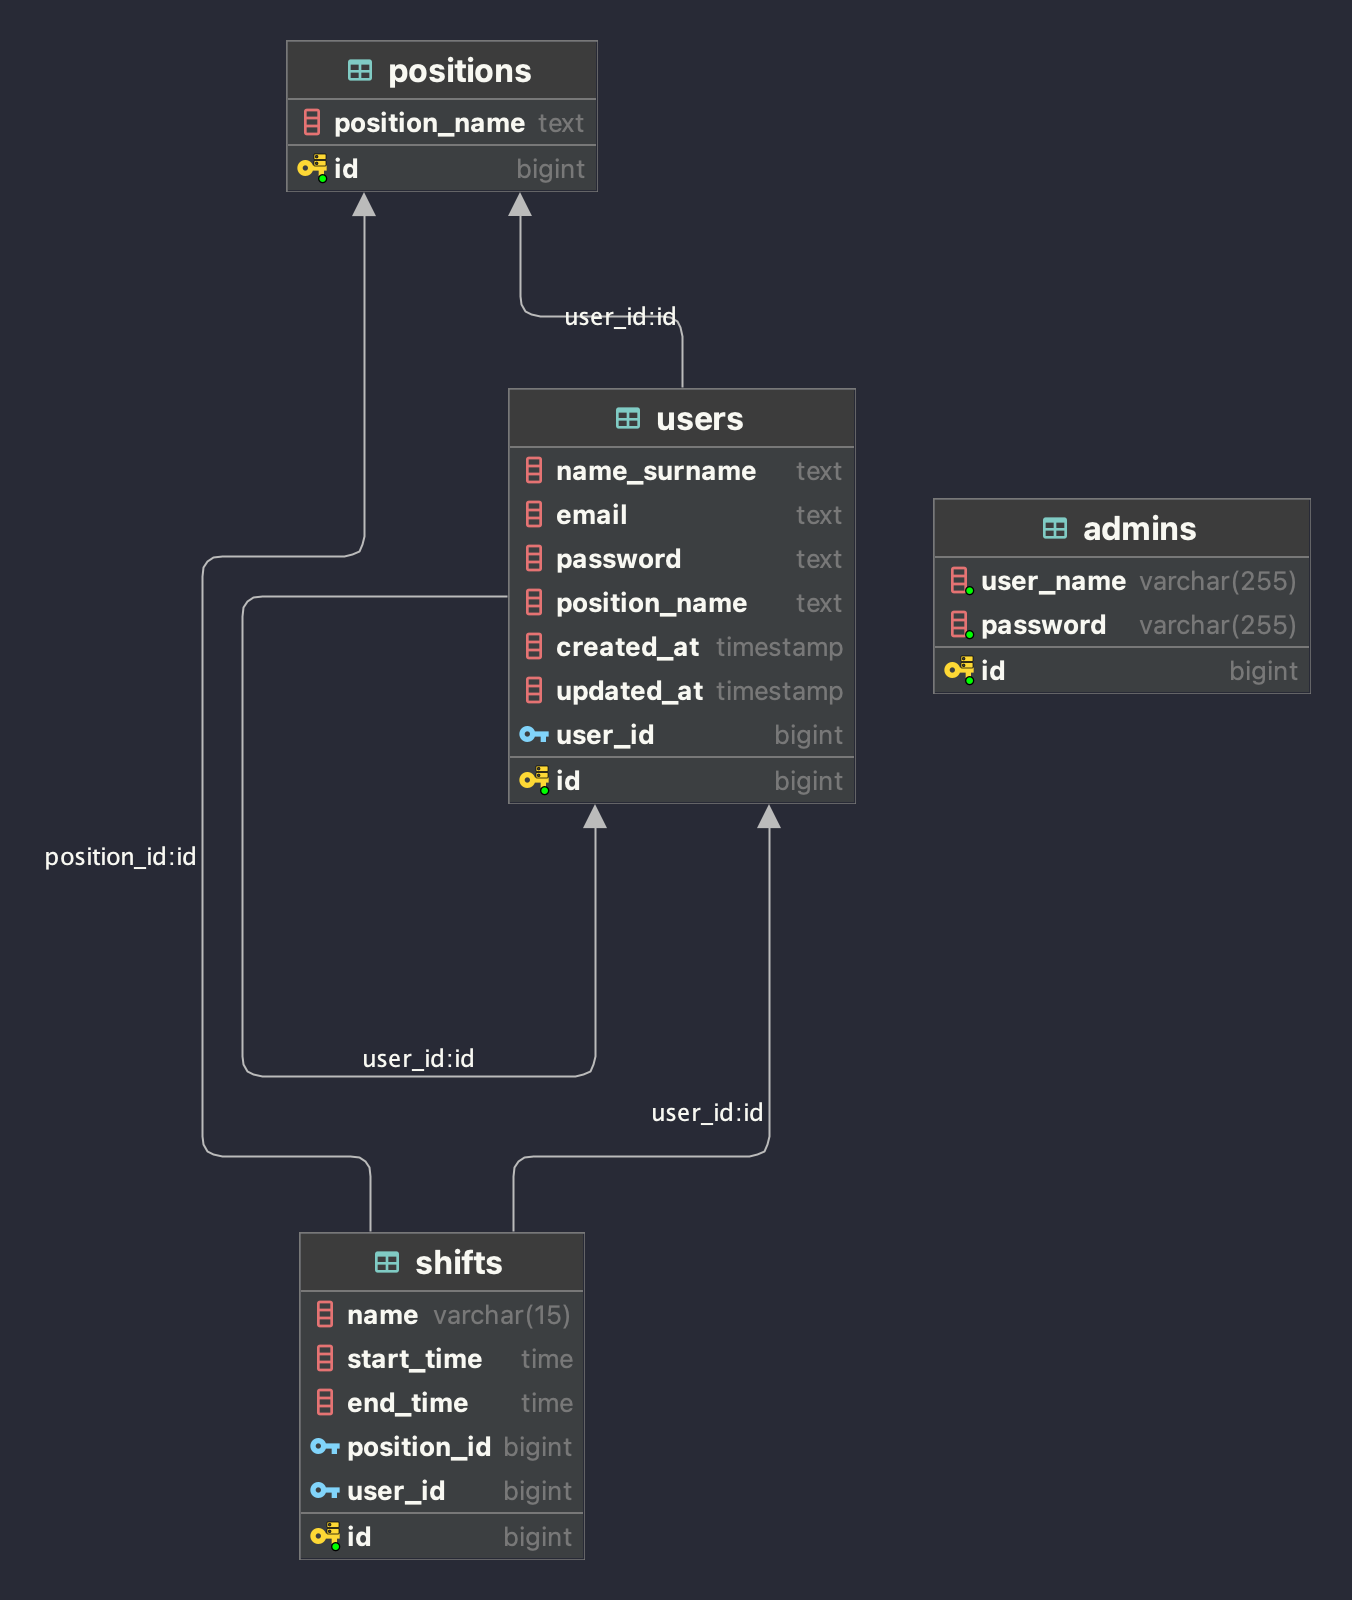 positions
position_name text
id bigint
user_id:id
users
name_surname text
email text
password text
position_name text
created_at timestamp
updated_at timestamp
user_id bigint
id bigint
admins
user_name varchar(255)
password varchar(255)
id bigint
position_id:id
user_id:id
user_id:id
shifts
name varchar(15)
start_time time
end_time time
position_id bigint
user_id bigint
id bigint